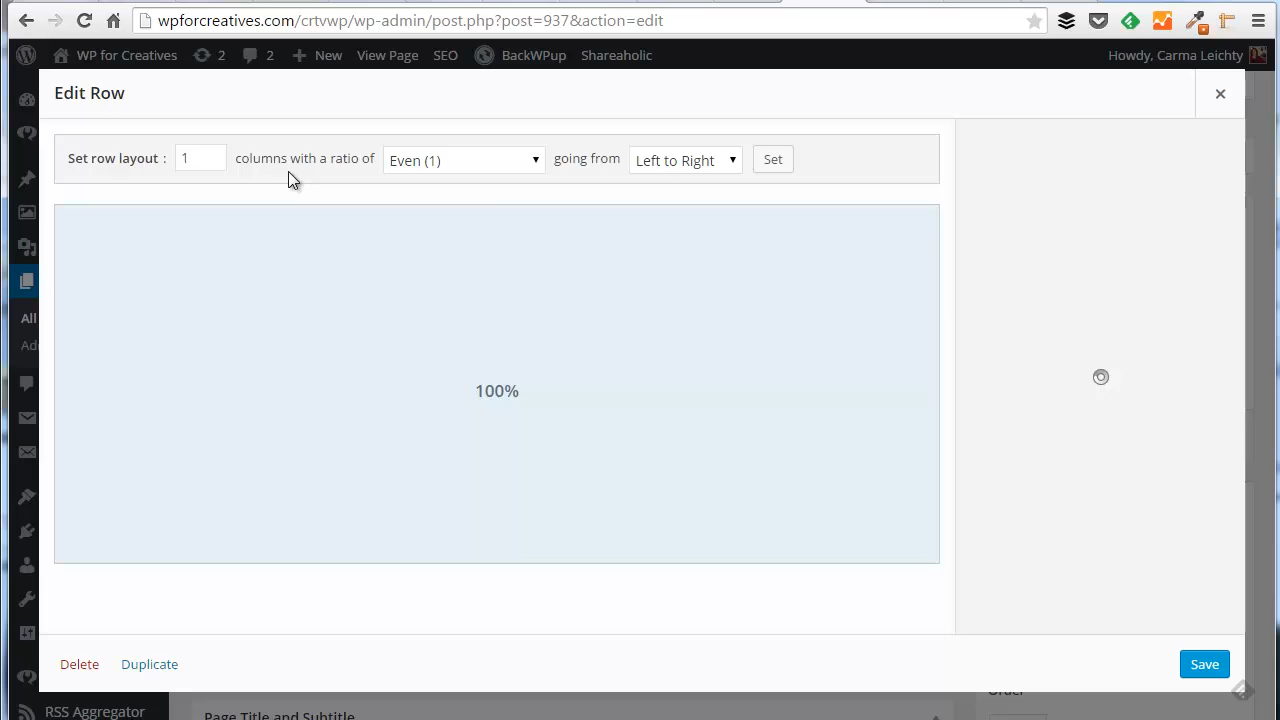 wpforcreatives.com/crtvwp/wp-admin/post.php?post=937&action=edit
WP for Creatives 2 2 New View Page SEO BackWPup Shareaholic Howdy, Carma Leichty
Edit Row
Set row layout : 1 columns with a ratio of Even (1) going from Left to Right Set
100%
All
Delete Duplicate Save
RSS Aggregator
Page Title and Subtitle